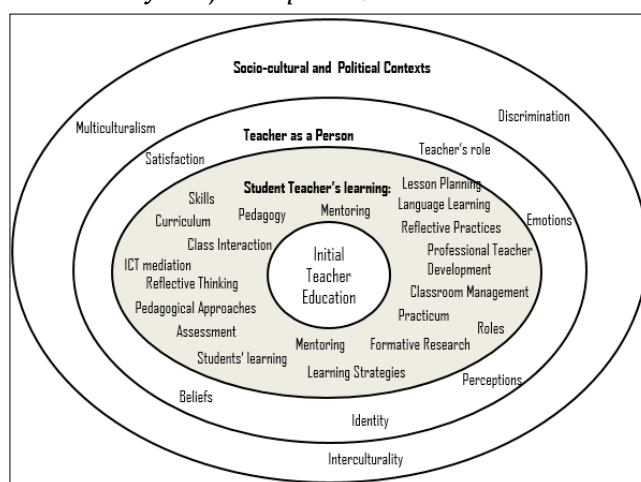 Socio-cultural and Political Contexts
Discrimination
Multiculturalism
Teacher as a Person
Teacher's role
Satisfaction
Student Teacher's learning:
Lesson Planning
Skills
Language Learning
Pedagogy
Mentoring
Curriculum
Emotions
Reflective Practices
Class Interaction
Initial
Teacher
Education
Professional Teacher
Development
ICT mediation
Reflective Thinking
Classroom Management
Pedagogical Approaches
Practicum
Assessment
Roles
Mentoring
Formative Research
Students' learning
Learning Strategies
Perceptions
Beliefs
Identity
Interculturality